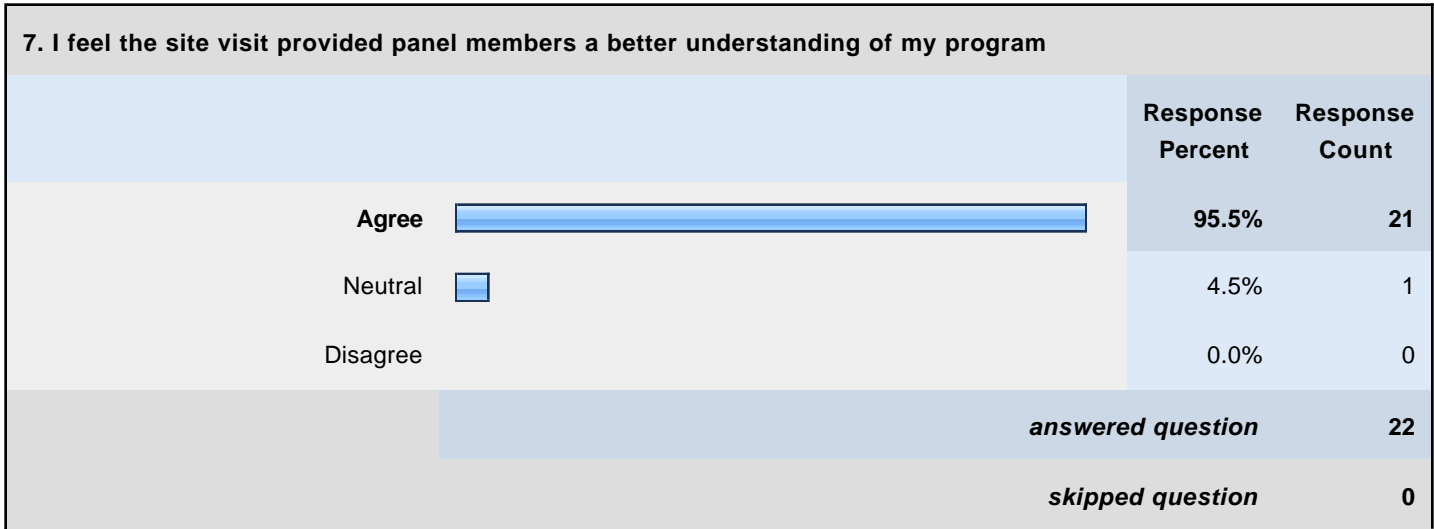 7. I feel the site visit provided panel members a better understanding of my program
Response Percent Response Count
Agree 95.5% 21
Neutral 4.5% 1
Disagree 0.0% 0
answered question 22
skipped question 0